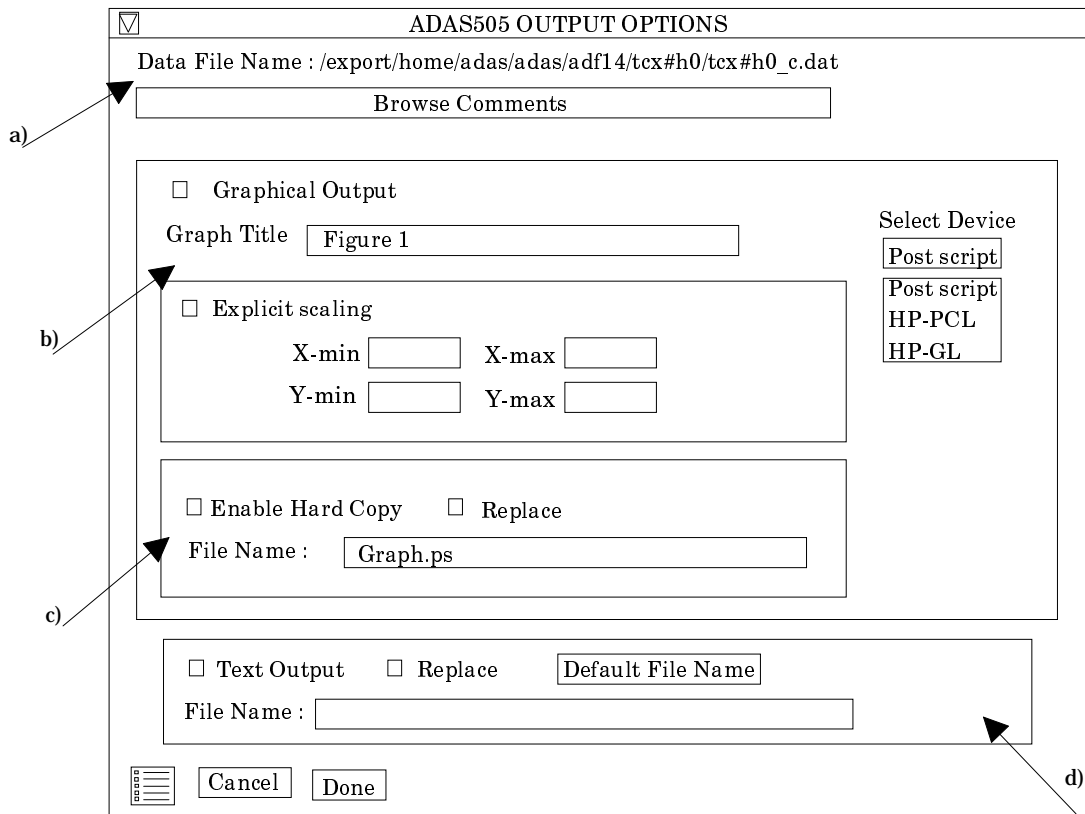 ADAS505 OUTPUT OPTIONS
Data File Name : /export/home/adas/adas/adf14/tcx#h0/tcx#h0_c.dat
Browse Comments
a)
Graphical Output
Graph Title Figure 1
Select Device
Post script
Post script
HP-PCL
HP-GL
b)
Explicit scaling
X-min X-max
Y-min Y-max
Enable Hard Copy Replace
File Name : Graph.ps
c)
Text Output Replace Default File Name
File Name :
d)
Cancel Done